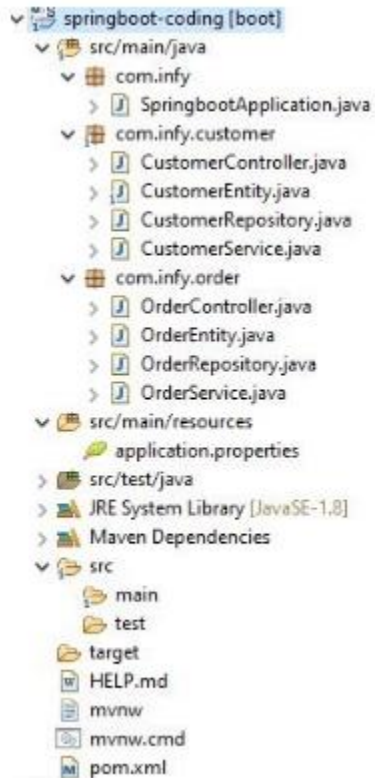 springboot-coding [boot]
src/main/java
com.infy
SpringbootApplication.java
com.infy.customer
CustomerController.java
CustomerEntity.java
CustomerRepository.java
CustomerService.java
com.infy.order
OrderController.java
OrderEntity.java
OrderRepository.java
OrderService.java
src/main/resources
application.properties
src/test/java
JRE System Library [JavaSE-1.8]
Maven Dependencies
src
main
test
target
HELP.md
mvnw
mvnw.cmd
pom.xml